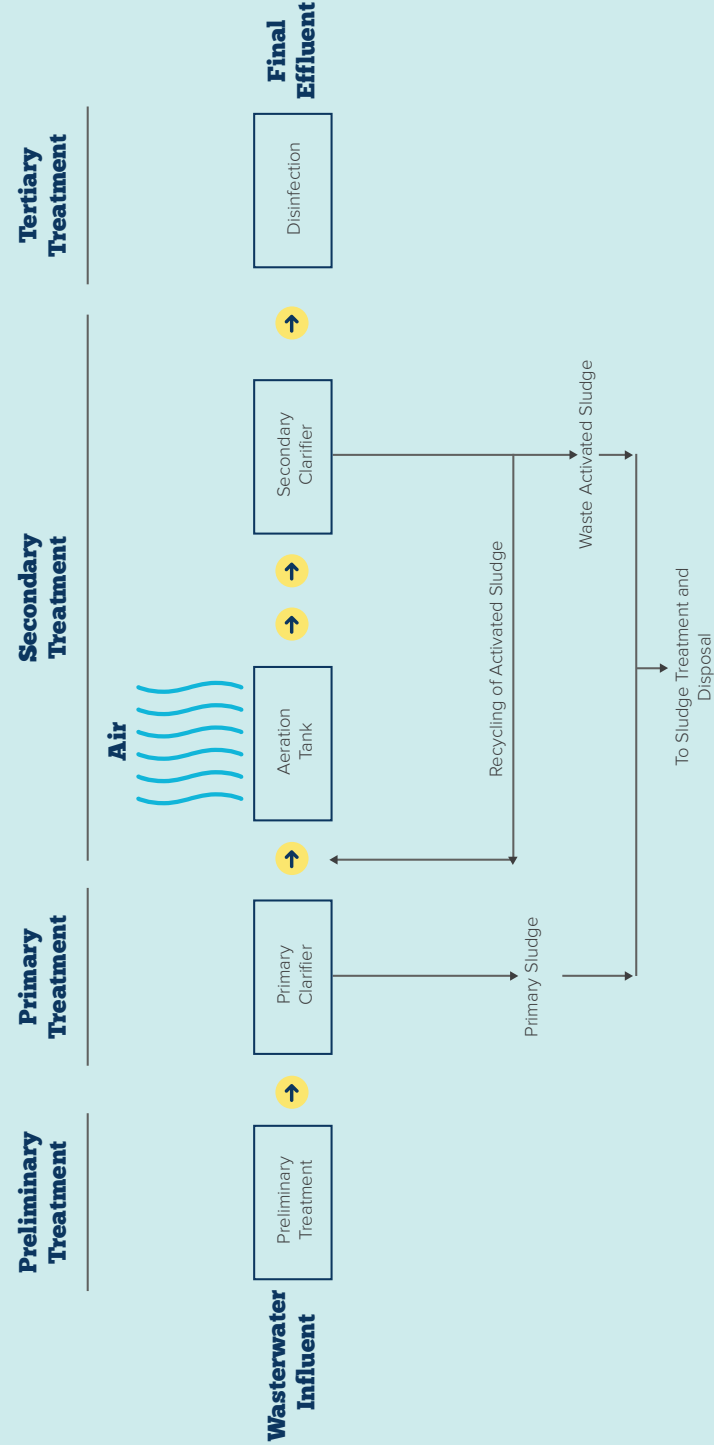 Preliminary
Treatment
Primary
Treatment
Secondary
Treatment
Tertiary
Treatment
Air
Wasterwater
Influent
Preliminary
Treatment
Primary
Clarifier
Aeration
Tank
Secondary
Clarifier
Disinfection
Final
Effluent
Recycling of Activated Sludge
Primary Sludge
Waste Activated Sludge
To Sludge Treatment and
Disposal